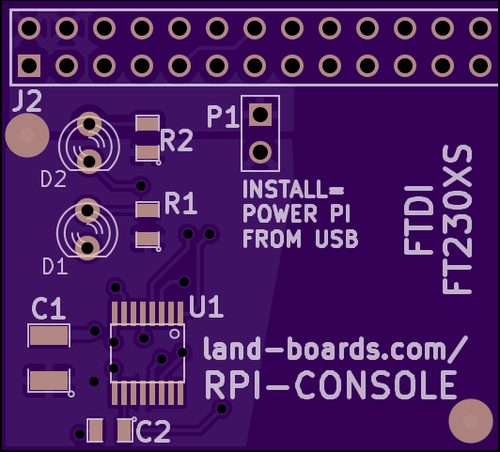 J2
P1
R2
D2
INSTALL=
POWER PI
FROM USB
R1
D1
FTDI
FT230XS
C1
U1
land-boards.com/
RPI-CONSOLE
C2